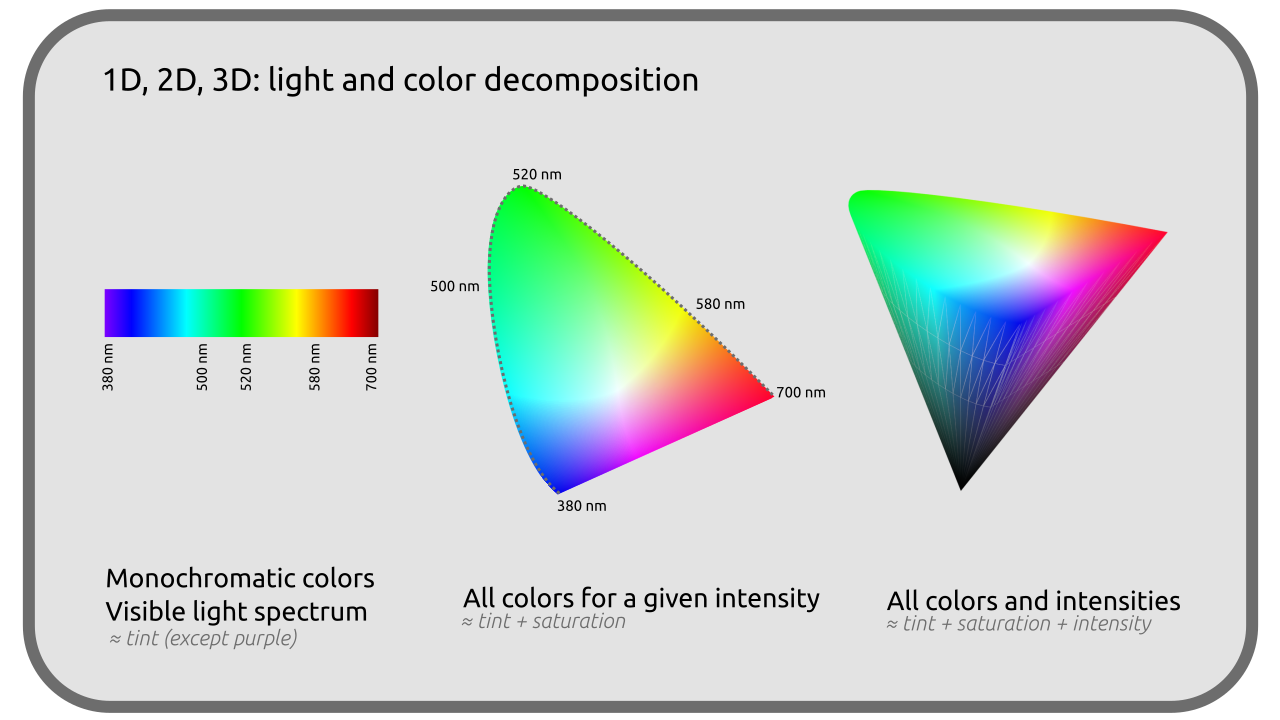 1D, 2D, 3D: light and color decomposition
380 nm
500 nm
520 nm
580 nm
700 nm
520 nm
500 nm
580 nm
700 nm
380 nm
Monochromatic colors
Visible light spectrum
≈ tint (except purple)
All colors for a given intensity
≈ tint + saturation
All colors and intensities
≈ tint + saturation + intensity